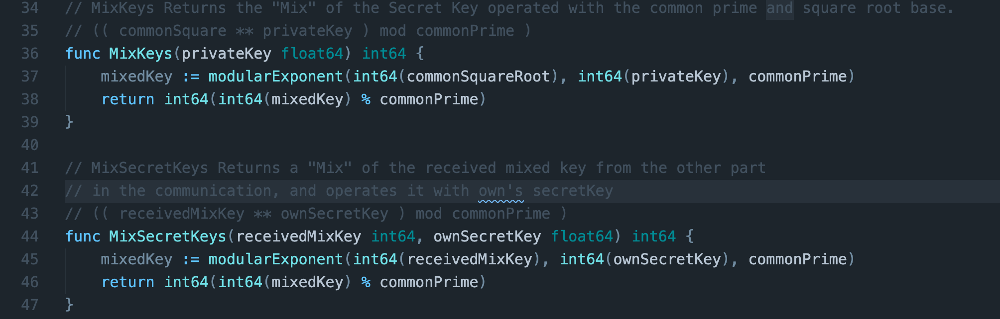 34 // MixKeys Returns the "Mix" of the Secret Key operated with the common prime and square root base.
35 // (( commonSquare ** privateKey ) mod commonPrime )
36 func MixKeys(privateKey float64) int64 {
37     mixedKey := modularExponent(int64(commonSquareRoot), int64(privateKey), commonPrime)
38     return int64(int64(mixedKey) % commonPrime)
39 }
40
41 // MixSecretKeys Returns a "Mix" of the received mixed key from the other part
42 // in the communication, and operates it with own's secretKey
43 // (( receivedMixKey ** ownSecretKey ) mod commonPrime )
44 func MixSecretKeys(receivedMixKey int64, ownSecretKey float64) int64 {
45     mixedKey := modularExponent(int64(receivedMixKey), int64(ownSecretKey), commonPrime)
46     return int64(int64(mixedKey) % commonPrime)
47 }